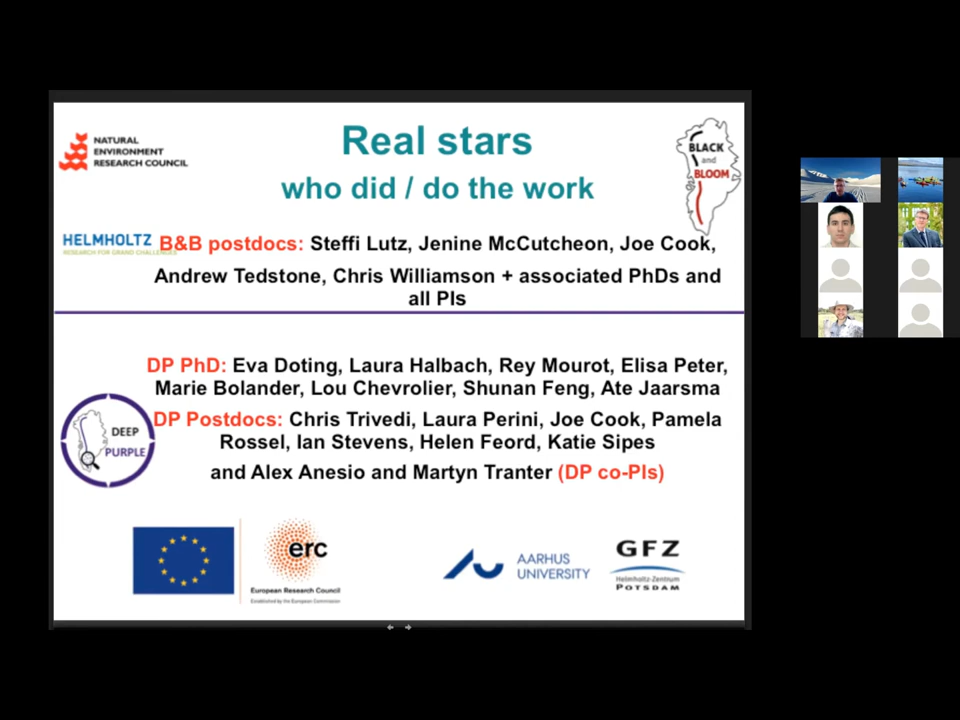 Real stars
who did / do the work
NATURAL
ENVIRONMENT
RESEARCH COUNCIL
BLACK
and
BLOOM
HELMHOLTZ
RESEARCH FOR GRAND CHALLENGES
B&B postdocs: Steffi Lutz, Jenine McCutcheon, Joe Cook,
Andrew Tedstone, Chris Williamson + associated PhDs and
all PIs
DP PhD: Eva Doting, Laura Halbach, Rey Mourot, Elisa Peter,
Marie Bolander, Lou Chevrolier, Shunan Feng, Ate Jaarsma
DP Postdocs: Chris Trivedi, Laura Perini, Joe Cook, Pamela
Rossel, Ian Stevens, Helen Feord, Katie Sipes
and Alex Anesio and Martyn Tranter (DP co-PIs)
DEEP
PURPLE
erc
European Research Council
Established by the European Commission
AARHUS
UNIVERSITY
GFZ
Helmholtz-Zentrum
POTSDAM